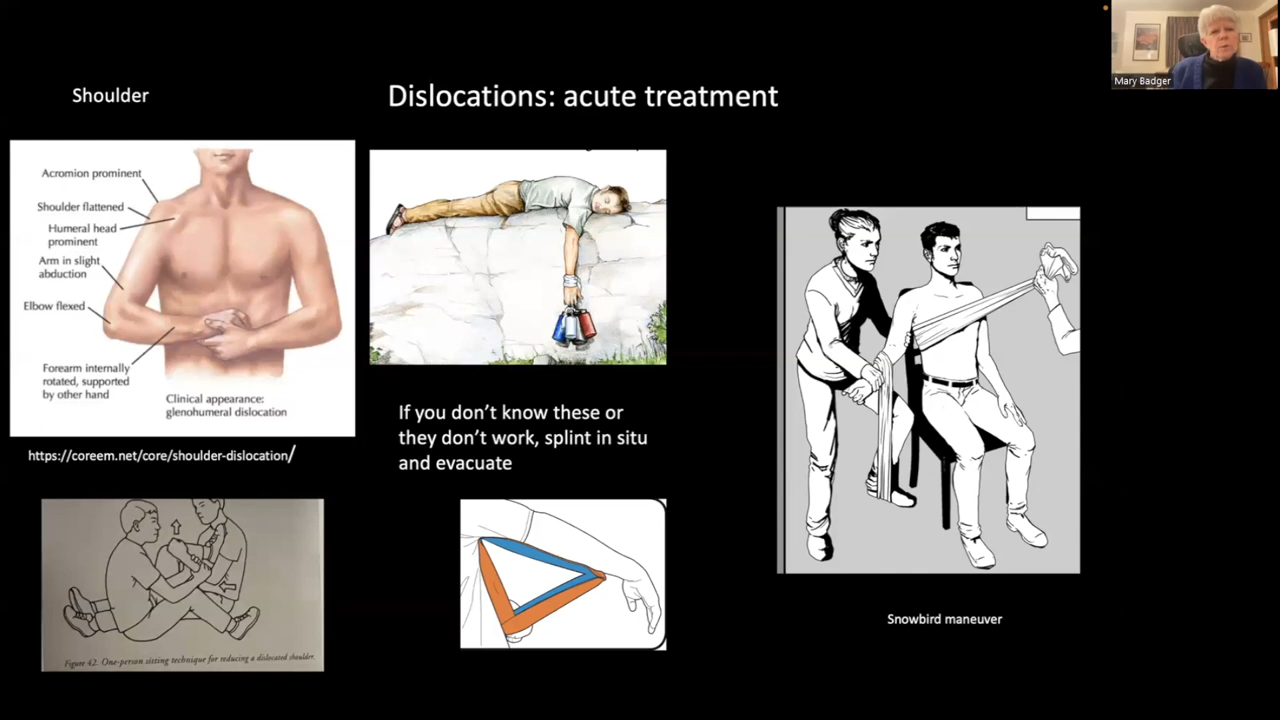 Mary Badger
Shoulder
Dislocations: acute treatment
Acromion prominent
Shoulder flattened
Humeral head
prominent
Arm in slight
abduction
Elbow flexed
Forearm internally
rotated, supported
by other hand
Clinical appearance:
glenohumeral dislocation
https://coreem.net/core/shoulder-dislocation/
If you don’t know these or
they don’t work, splint in situ
and evacuate
Figure 42. One-person sitting technique for reducing a dislocated shoulder.
Snowbird maneuver